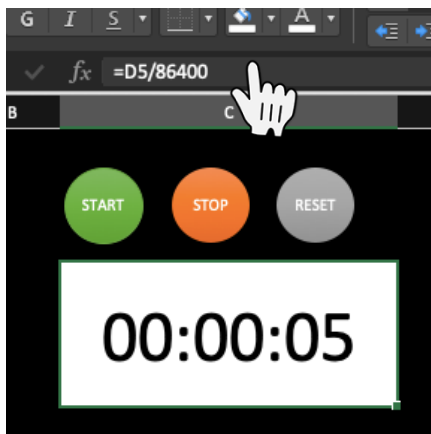 G I S A
fx =D5/86400
B C
START STOP RESET
00:00:05